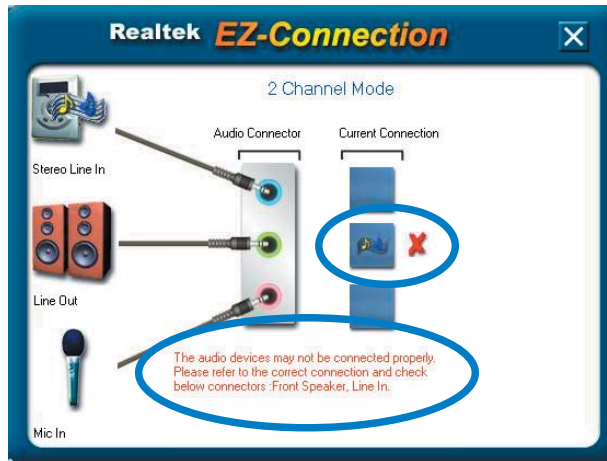 Realtek EZ-Connection
2 Channel Mode
Audio Connector
Current Connection
Stereo Line In
Line Out
Mic In
The audio devices may not be connected properly.
Please refer to the correct connection and check
below connectors :Front Speaker, Line In.